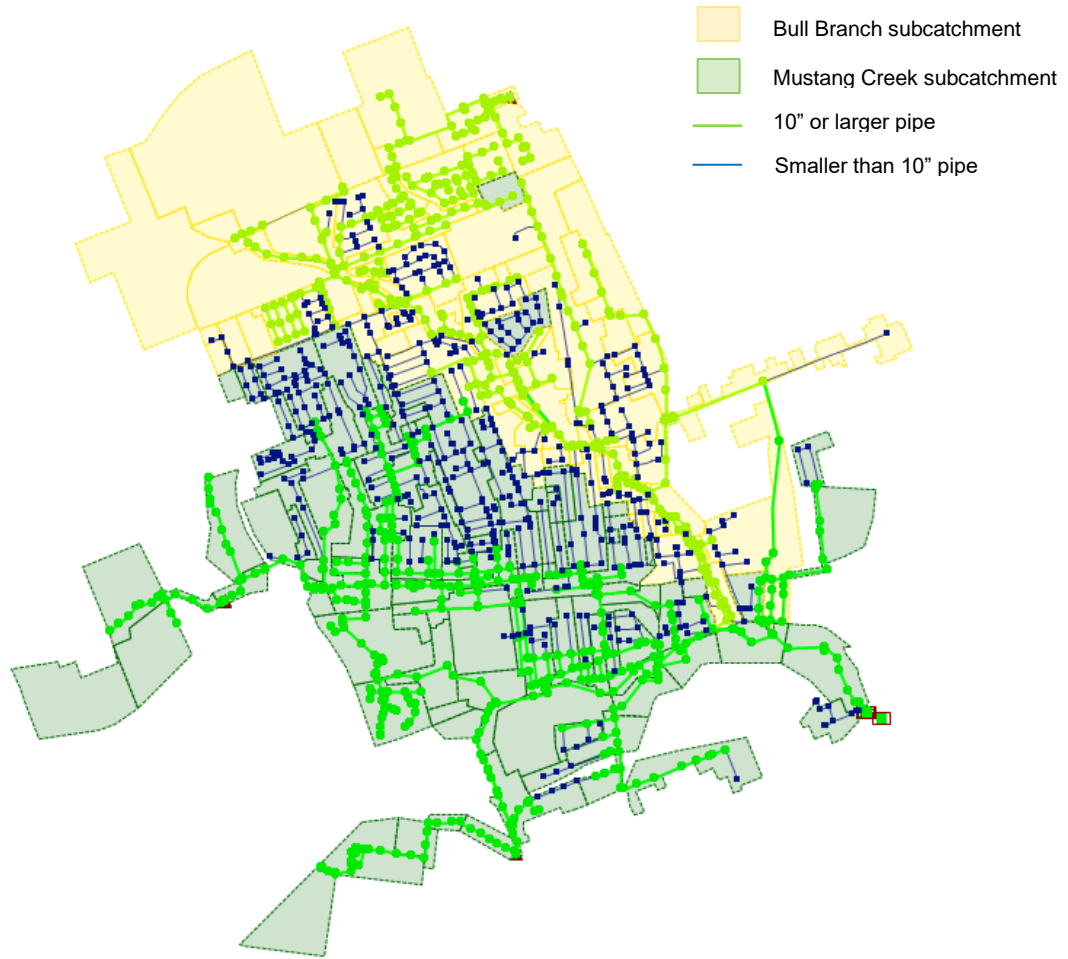 Bull Branch subcatchment
Mustang Creek subcatchment
10” or larger pipe
Smaller than 10” pipe